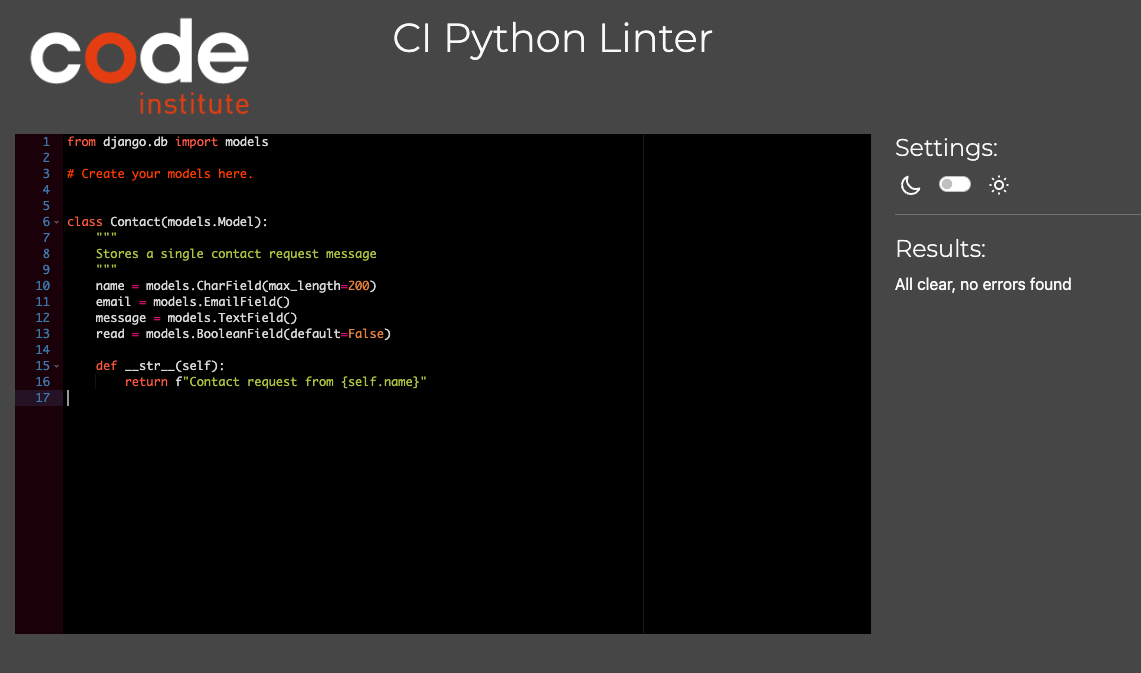 code
institute
CI Python Linter
1 from django.db import models
2
3 # Create your models here.
4
5
6 class Contact(models.Model):
7     """
8     Stores a single contact request message
9     """
10     name = models.CharField(max_length=200)
11     email = models.EmailField()
12     message = models.TextField()
13     read = models.BooleanField(default=False)
14
15     def __str__(self):
16         return f"Contact request from {self.name}"
17
Settings:
Results:
All clear, no errors found